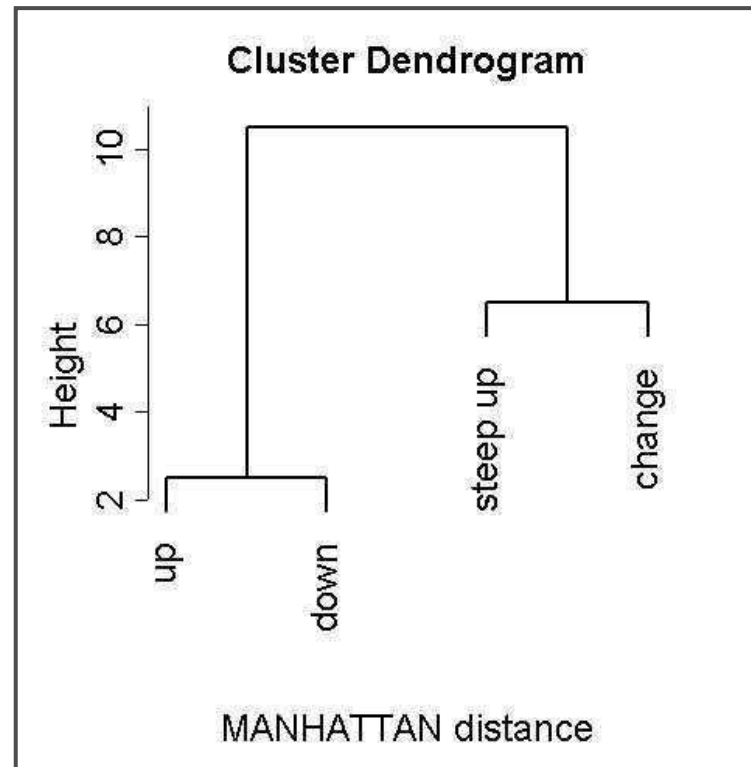 Cluster Dendrogram
Height
10
8
6
4
2
up
down
steep up
change
MANHATTAN distance